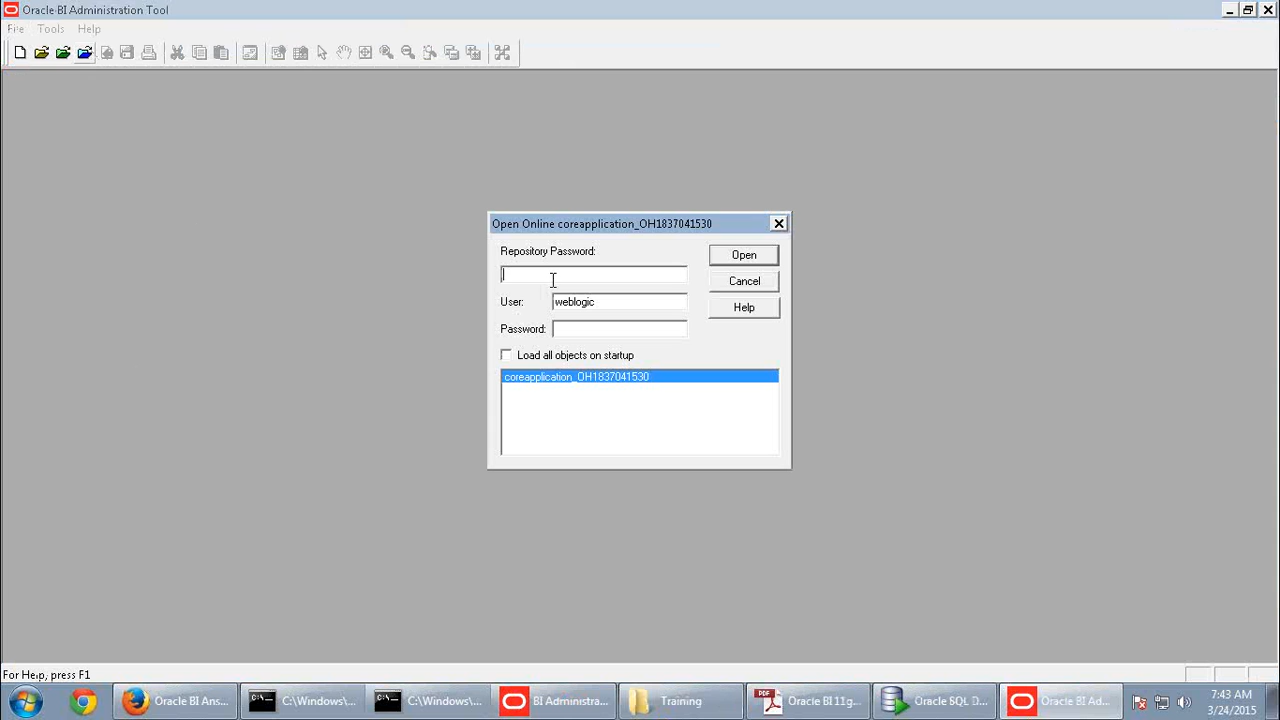 Oracle BI Administration Tool
File Tools Help
Open Online coreapplication_OH1837041530
Repository Password:
Open
Cancel
User: weblogic
Help
Password:
Load all objects on startup
coreapplication_OH1837041530
For Help, press F1
Oracle BI Ans...
C:\Windows\...
C:\Windows\...
BI Administra...
Training
Oracle BI 11g...
Oracle SQL D...
Oracle BI Ad...
7:43 AM
3/24/2015